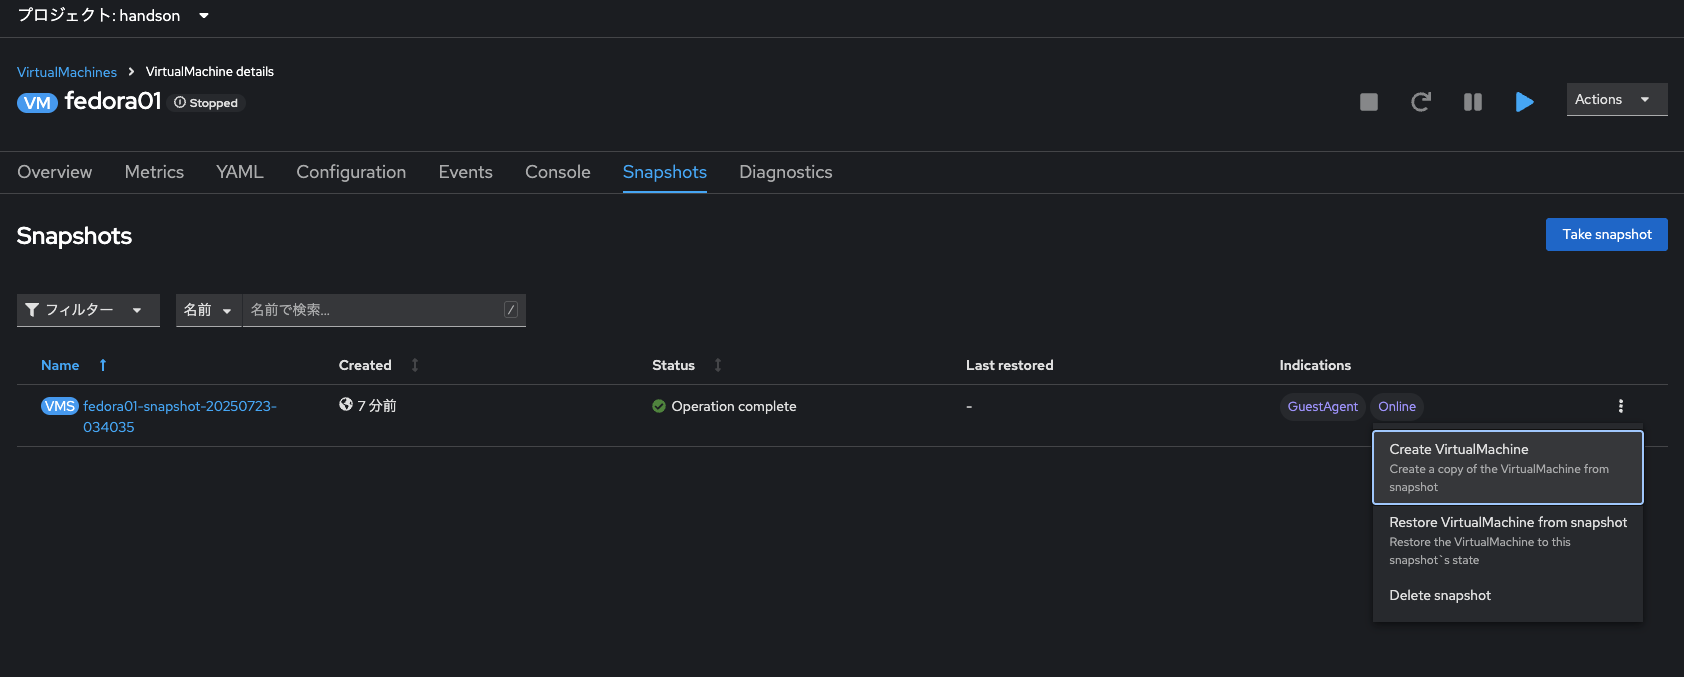 プロジェクト: handson
VirtualMachines > VirtualMachine details
VM fedora01 Stopped
Actions
Overview Metrics YAML Configuration Events Console Snapshots Diagnostics
Snapshots
Take snapshot
フィルター 名前 名前で検索... /
Name Created Status Last restored Indications
VMS fedora01-snapshot-20250723-
034035
7 分前
Operation complete
-
GuestAgent Online
Create VirtualMachine
Create a copy of the VirtualMachine from
snapshot
Restore VirtualMachine from snapshot
Restore the VirtualMachine to this
snapshot`s state
Delete snapshot